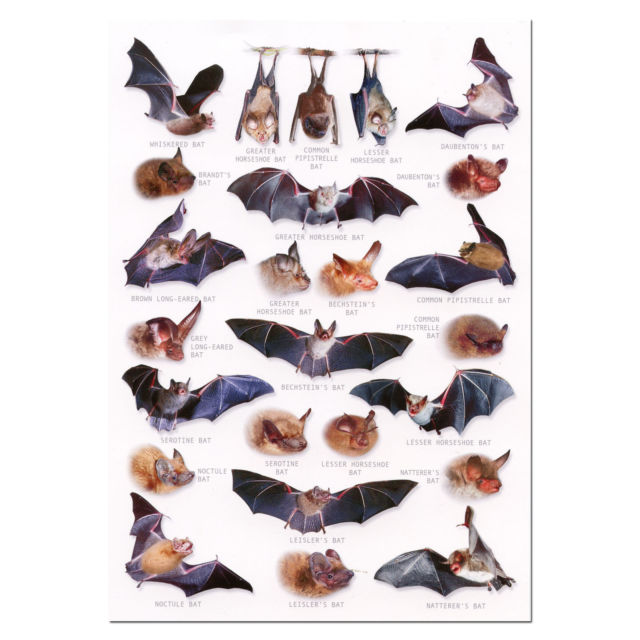 WHISKERED BAT
GREATER
HORSESHOE BAT
COMMON
PIPISTRELLE
BAT
LESSER
HORSESHOE BAT
DAUBENTON'S BAT
BRANDT'S
BAT
DAUBENTON'S
BAT
GREATER HORSESHOE BAT
BROWN LONG-EARED BAT
GREATER
HORSESHOE BAT
BECHSTEIN'S
BAT
COMMON PIPISTRELLE BAT
GREY
LONG-EARED
BAT
COMMON
PIPISTRELLE
BAT
BECHSTEIN'S BAT
SEROTINE BAT
LESSER HORSESHOE BAT
NOCTULE
BAT
SEROTINE
BAT
LESSER HORSESHOE
BAT
NATTERER'S
BAT
LEISLER'S BAT
NOCTULE BAT
LEISLER'S BAT
NATTERER'S BAT